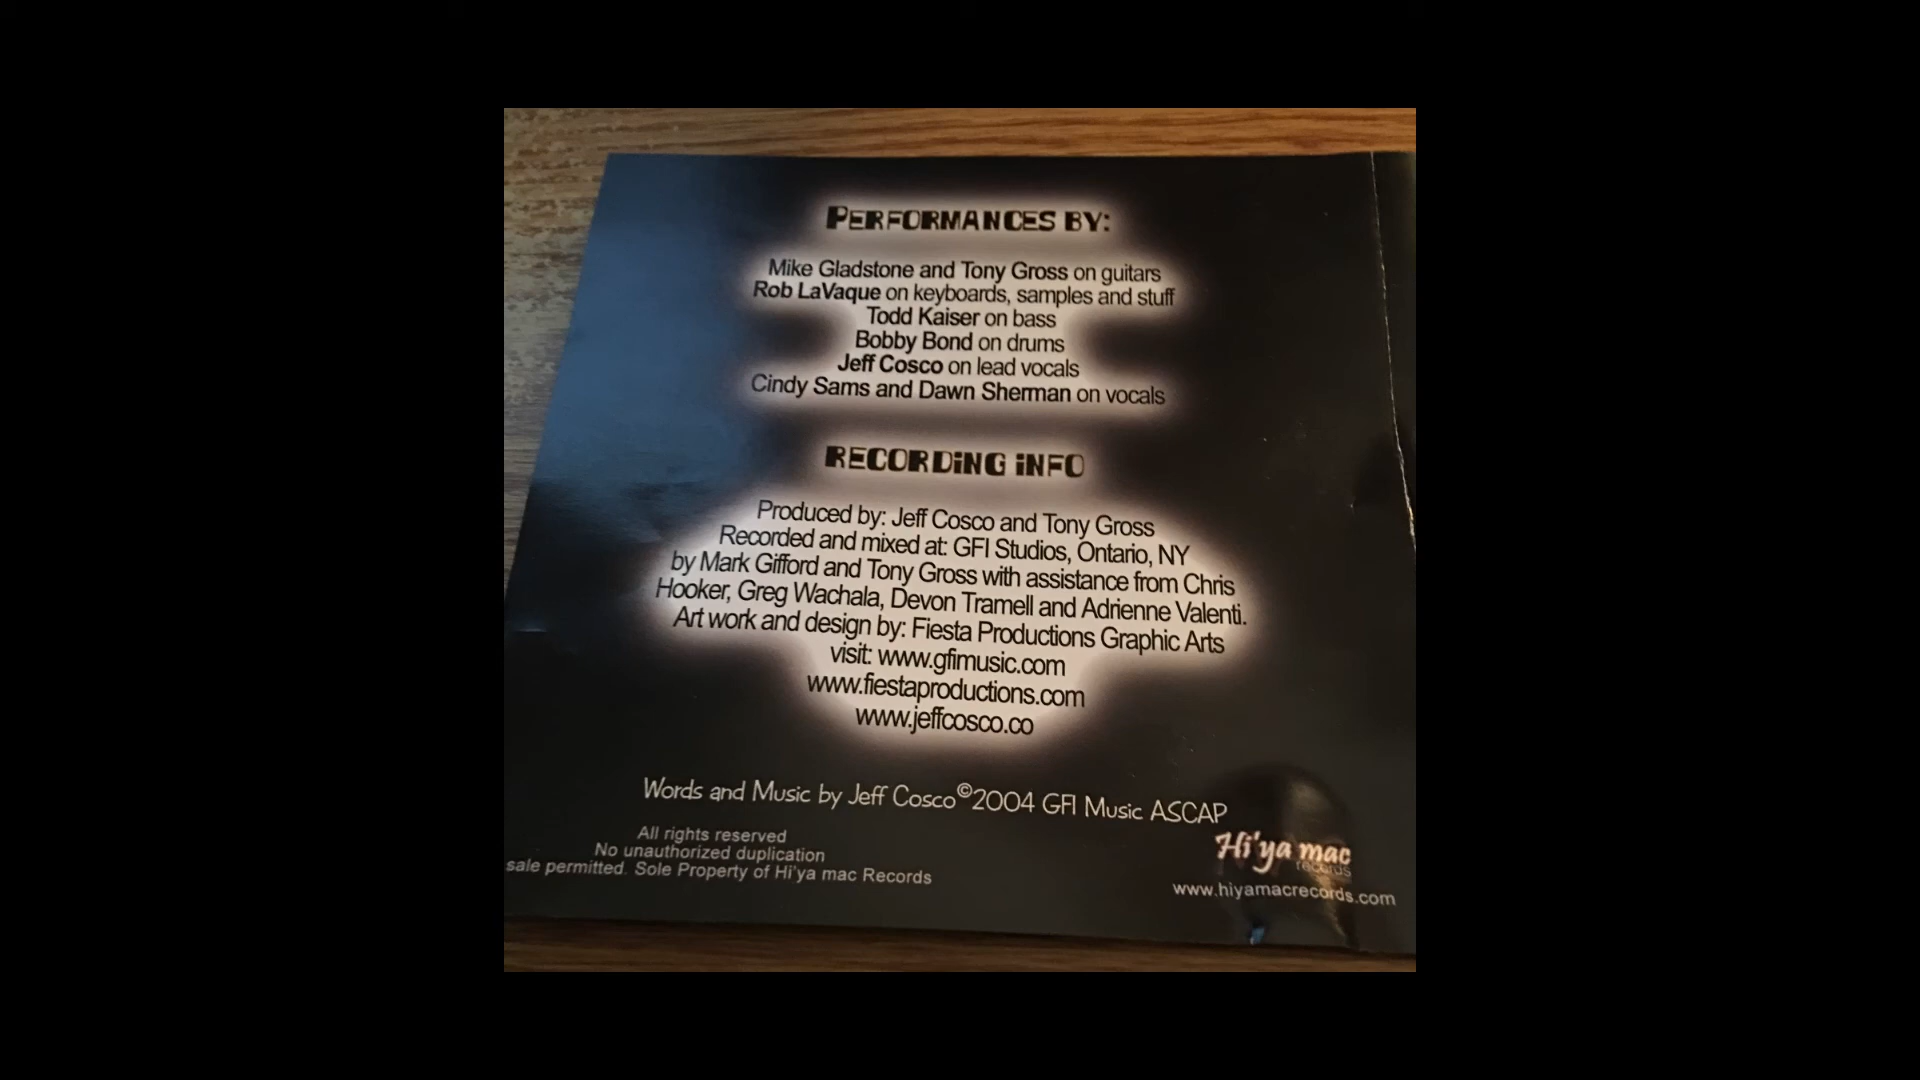 PERFORMANCES BY:
Mike Gladstone and Tony Gross on guitars
Rob LaVaque on keyboards, samples and stuff
Todd Kaiser on bass
Bobby Bond on drums
Jeff Cosco on lead vocals
Cindy Sams and Dawn Sherman on vocals
RECORDiNG iNFO
Produced by: Jeff Cosco and Tony Gross
Recorded and mixed at: GFI Studios, Ontario, NY
by Mark Gifford and Tony Gross with assistance from Chris
Hooker, Greg Wachala, Devon Tramell and Adrienne Valenti.
Art work and design by: Fiesta Productions Graphic Arts
visit: www.gfimusic.com
www.fiestaproductions.com
www.jeffcosco.co
Words and Music by Jeff Cosco©2004 GFI Music ASCAP
All rights reserved
No unauthorized duplication
sale permitted. Sole Property of Hi'ya mac Records
Hi'ya mac
records
www.hiyamacrecords.com